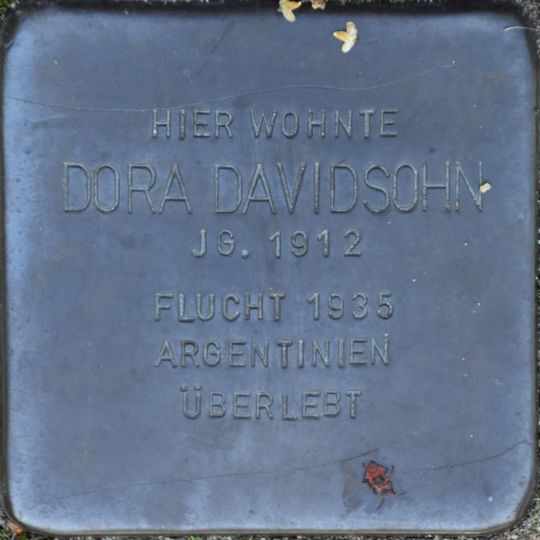 HIER WOHNTE
DORA DAVIDSOHN
JG. 1912
FLUCHT 1935
ARGENTINIEN
ÜBERLEBT